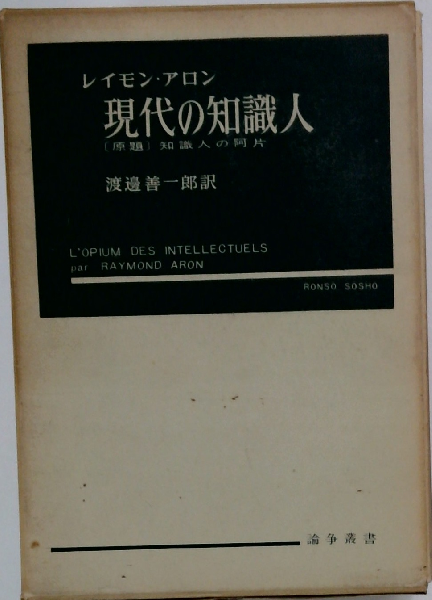 レイモン・アロン
現代の知識人
〔原題〕知識人の阿片
渡邉善一郎訳
L'OPIUM DES INTELLECTUELS
par RAYMOND ARON
RONSO SOSHO
論争叢書